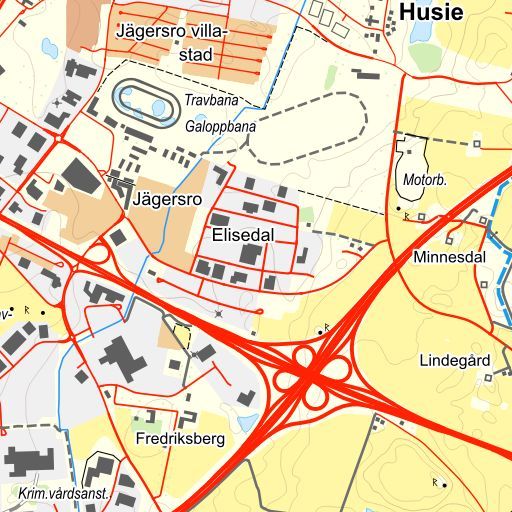 Husie
Jägersro villa-
stad
Travbana
Galoppbana
Motorb.
Jägersro
R
Elisedal
Minnesdal
R
v-
R
Lindegård
Fredriksberg
R
Krim.vårdsanst.